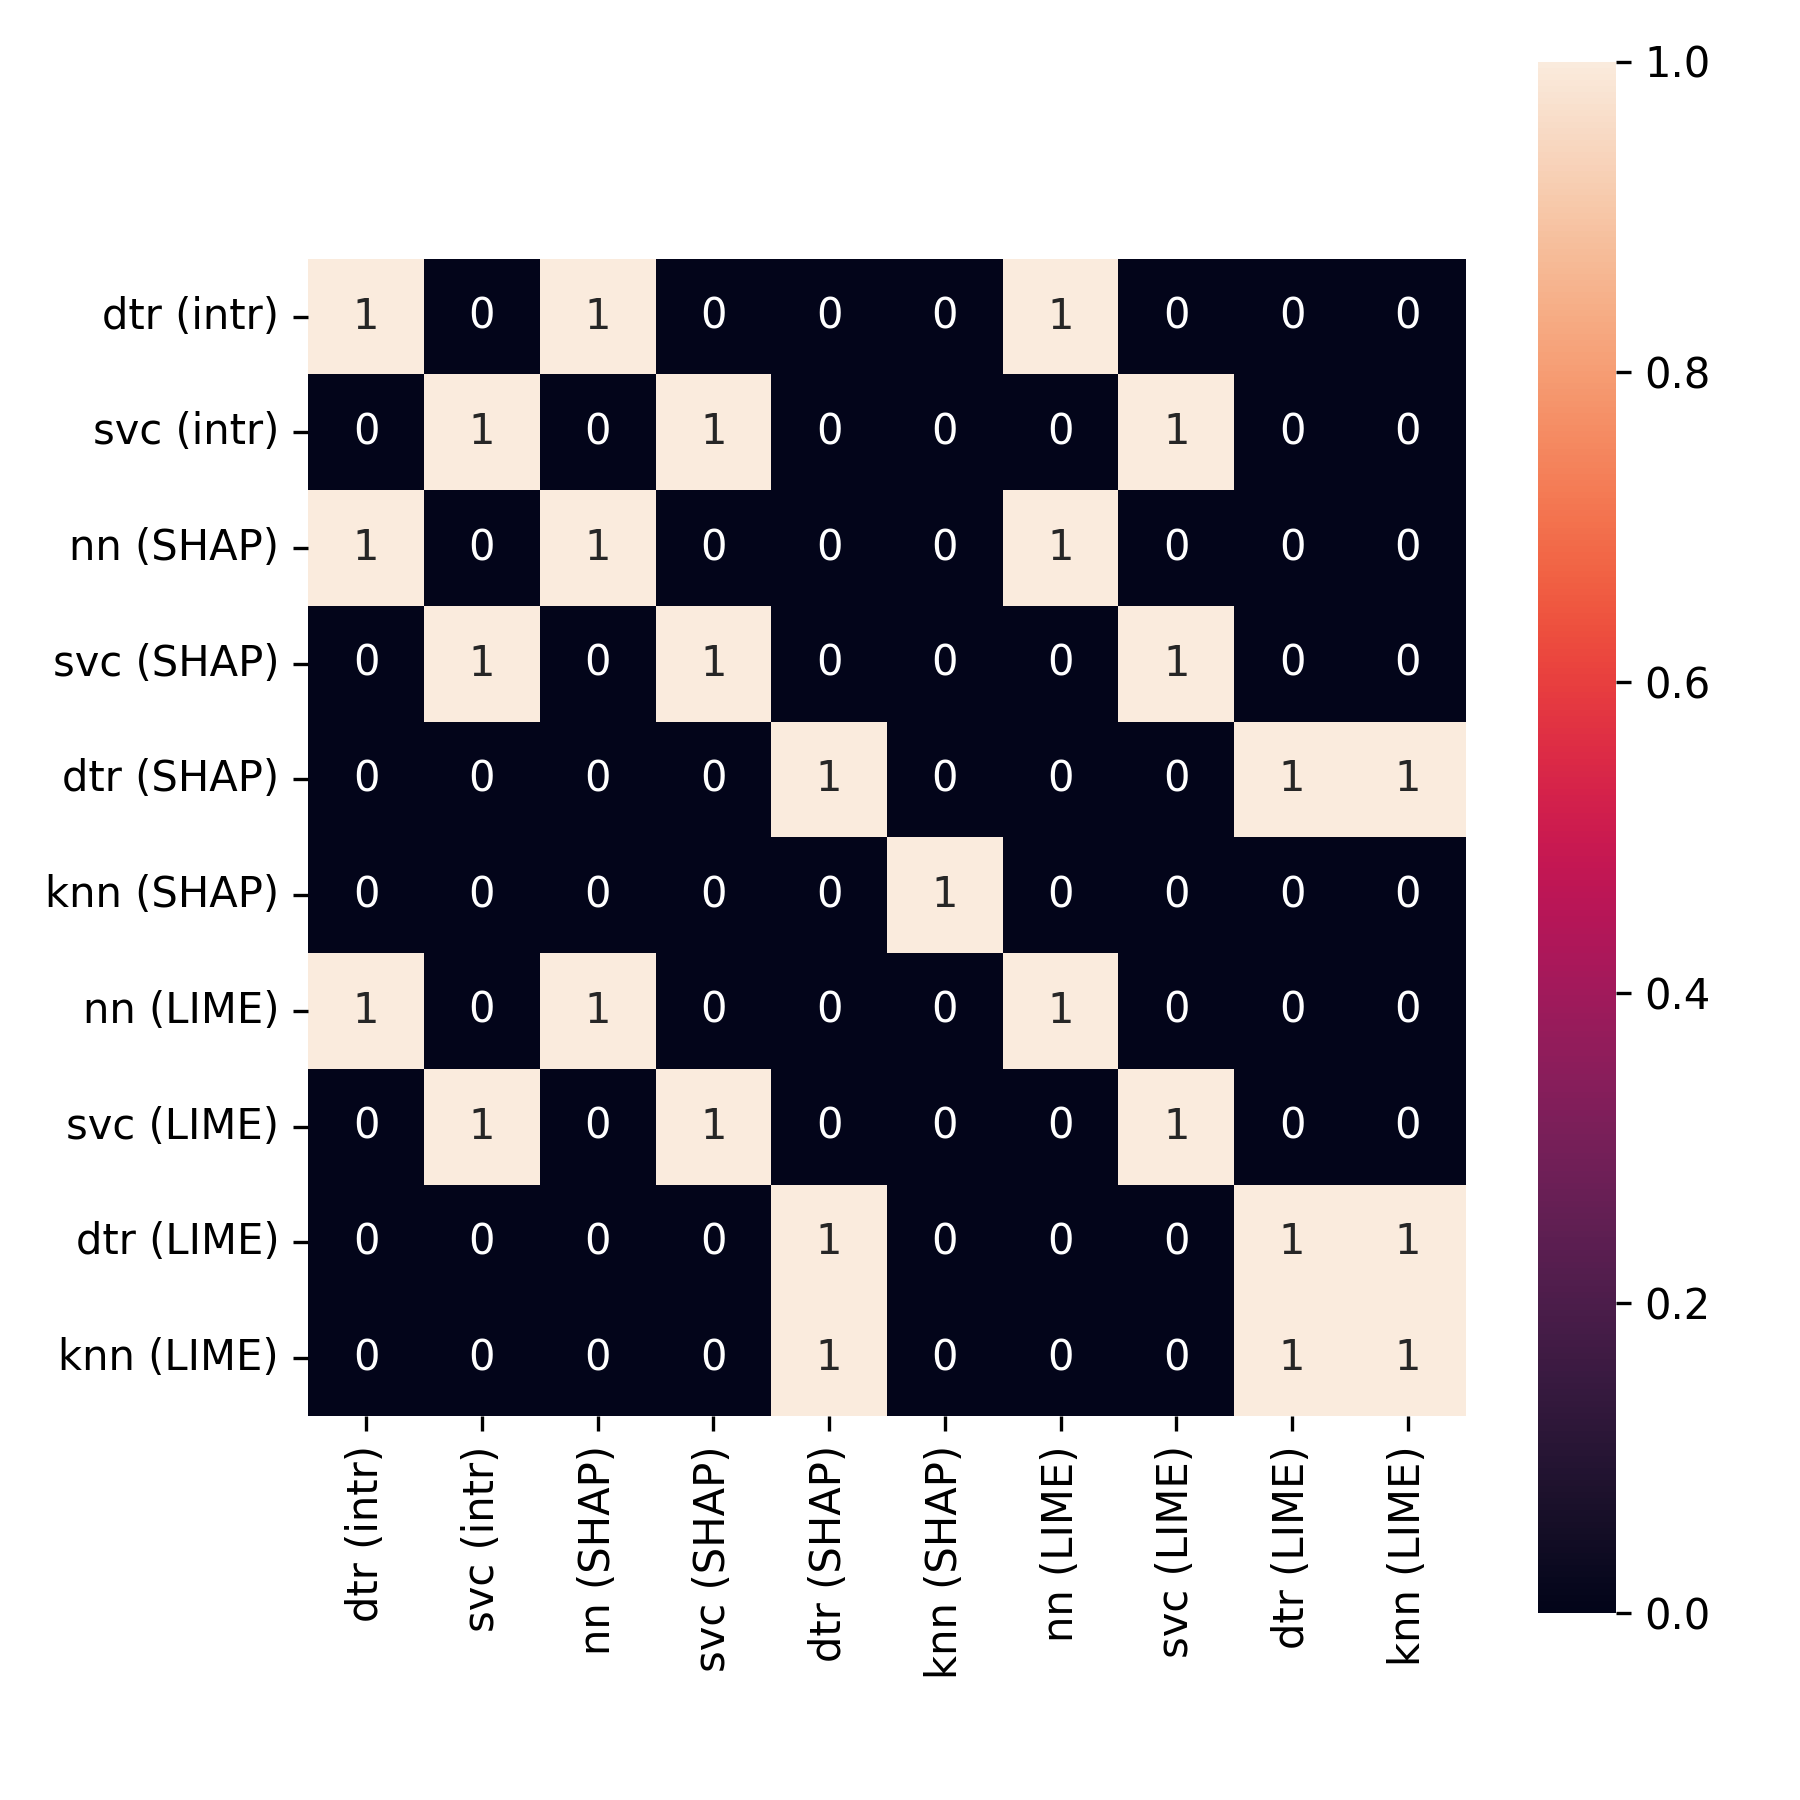 dtr (intr) 1 0 1 0 0 0 1 0 0 0
svc (intr) 0 1 0 1 0 0 0 1 0 0
nn (SHAP) 1 0 1 0 0 0 1 0 0 0
svc (SHAP) 0 1 0 1 0 0 0 1 0 0
dtr (SHAP) 0 0 0 0 1 0 0 0 1 1
knn (SHAP) 0 0 0 0 0 1 0 0 0 0
nn (LIME) 1 0 1 0 0 0 1 0 0 0
svc (LIME) 0 1 0 1 0 0 0 1 0 0
dtr (LIME) 0 0 0 0 1 0 0 0 1 1
knn (LIME) 0 0 0 0 1 0 0 0 1 1
dtr (intr)
svc (intr)
nn (SHAP)
svc (SHAP)
dtr (SHAP)
knn (SHAP)
nn (LIME)
svc (LIME)
dtr (LIME)
knn (LIME)
1.0
0.8
0.6
0.4
0.2
0.0